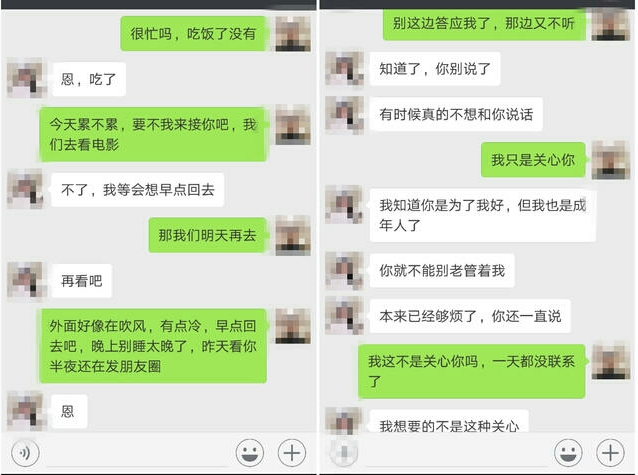 很忙吗，吃饭了没有
恩，吃了
今天累不累，要不我来接你吧，我
们去看电影
不了，我等会想早点回去
那我们明天再去
再看吧
外面好像在吹风，有点冷，早点回
去吧，晚上别睡太晚了，昨天看你
半夜还在发朋友圈
恩
别这边答应我了，那边又不听
知道了，你别说了
有时候真的不想和你说话
我只是关心你
我知道你是为了我好，但我也是成
年人了
你就不能别老管着我
本来已经够烦了，你还一直说
我这不是关心你吗，一天都没联系
了
我想要的不是这种关心